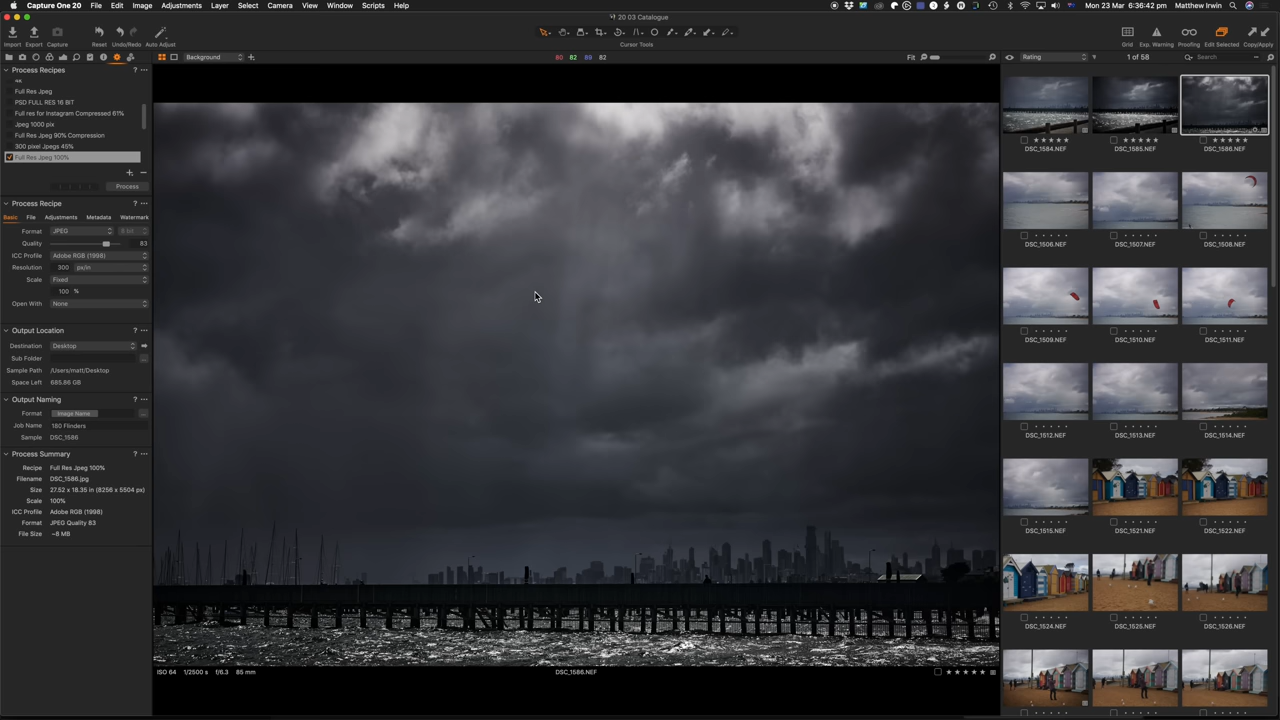 Capture One 20 File Edit Image Adjustments Layer Select Camera View Window Scripts Help
Mon 23 Mar 6:36:42 pm Matthew Irwin
20 03 Catalogue
Import Export Capture Reset Undo/Redo Auto Adjust
Cursor Tools
Grid Exp. Warning Proofing Edit Selected Copy/Apply
Background
80 82 89 82
Fit
Rating
1 of 58
Search
Process Recipes
4K
Full Res Jpeg
PSD FULL RES 16 BIT
Full res for Instagram Compressed 61%
Jpeg 1000 pix
Full Res Jpeg 90% Compression
300 pixel Jpegs 45%
Full Res Jpeg 100%
Process
Process Recipe
Basic File Adjustments Metadata Watermark
Format JPEG 8 bit
Quality 83
ICC Profile Adobe RGB (1998)
Resolution 300 px/in
Scale Fixed
100 %
Open With None
Output Location
Destination Desktop
Sub Folder
Sample Path /Users/matt/Desktop
Space Left 685.86 GB
Output Naming
Format Image Name
Job Name 180 Flinders
Sample DSC_1586
Process Summary
Recipe Full Res Jpeg 100%
Filename DSC_1586.jpg
Size 27.52 x 18.35 in (8256 x 5504 px)
Scale 100%
ICC Profile Adobe RGB (1998)
Format JPEG Quality 83
File Size ~8 MB
ISO 64 1/2500 s f/6.3 85 mm
DSC_1586.NEF
DSC_1584.NEF DSC_1585.NEF DSC_1586.NEF
DSC_1506.NEF DSC_1507.NEF DSC_1508.NEF
DSC_1509.NEF DSC_1510.NEF DSC_1511.NEF
DSC_1512.NEF DSC_1513.NEF DSC_1514.NEF
DSC_1515.NEF DSC_1521.NEF DSC_1522.NEF
DSC_1524.NEF DSC_1525.NEF DSC_1526.NEF